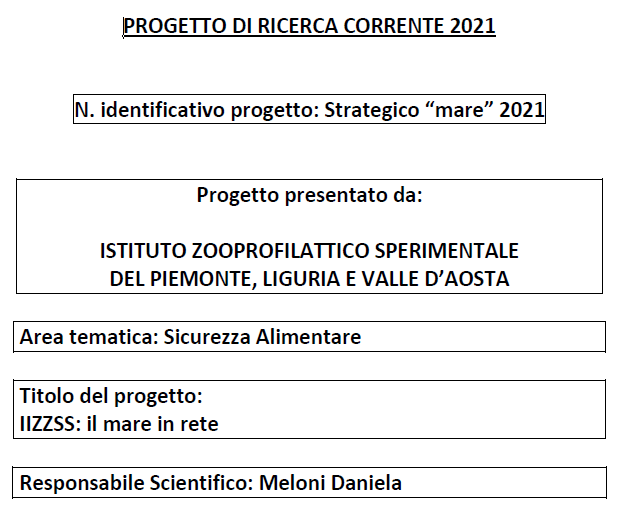 PROGETTO DI RICERCA CORRENTE 2021
N. identificativo progetto: Strategico “mare” 2021
Progetto presentato da:
ISTITUTO ZOOPROFILATTICO SPERIMENTALE
DEL PIEMONTE, LIGURIA E VALLE D’AOSTA
Area tematica: Sicurezza Alimentare
Titolo del progetto:
IIZZSS: il mare in rete
Responsabile Scientifico: Meloni Daniela